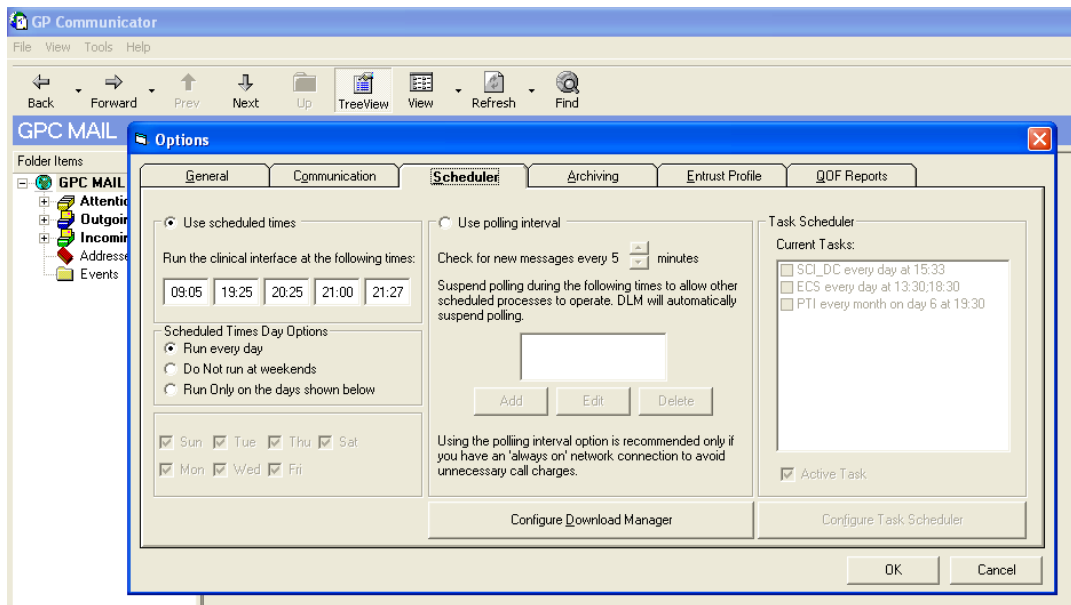 GP Communicator
File View Tools Help
Back Forward Prev Next Up TreeView View Refresh Find
GPC MAIL
Folder Items
GPC MAIL
Attentio
Outgoin
Incomin
Addresse
Events
Options
General Communication Scheduler Archiving Entrust Profile QOF Reports
Use scheduled times
Run the clinical interface at the following times:
09:05 19:25 20:25 21:00 21:27
Scheduled Times Day Options
Run every day
Do Not run at weekends
Run Only on the days shown below
Sun Tue Thu Sat
Mon Wed Fri
Use polling interval
Check for new messages every 5 minutes
Suspend polling during the following times to allow other
scheduled processes to operate. DLM will automatically
suspend polling.
Add Edit Delete
Using the polliing interval option is recommended only if
you have an 'always on' network connection to avoid
unnecessary call charges.
Configure Download Manager
Task Scheduler
Current Tasks:
SCI_DC every day at 15:33
ECS every day at 13:30;18:30
PTI every month on day 6 at 19:30
Active Task
Configure Task Scheduler
OK Cancel